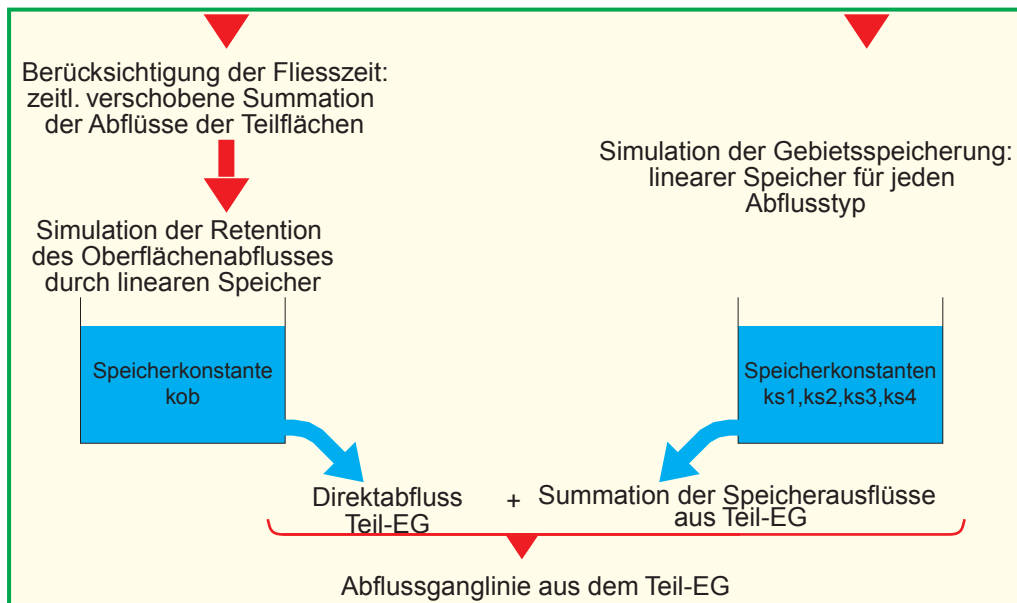 Berücksichtigung der Fliesszeit:
zeitl. verschobene Summation
der Abflüsse der Teilflächen
Simulation der Retention
des Oberflächenabflusses
durch linearen Speicher
Speicherkonstante
kob
Simulation der Gebietsspeicherung:
linearer Speicher für jeden
Abflusstyp
Speicherkonstanten
ks1,ks2,ks3,ks4
Direktabfluss
Teil-EG
+
Summation der Speicherausflüsse
aus Teil-EG
Abflussganglinie aus dem Teil-EG